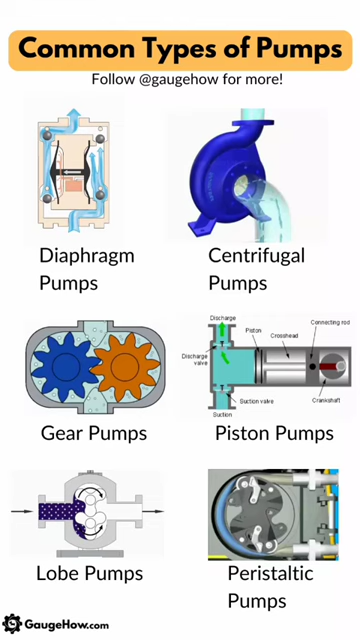 Common Types of Pumps
Follow @gaugehow for more!
Diaphragm
Pumps
Centrifugal
Pumps
Discharge
Piston
Connecting rod
Crosshead
Discharge
valve
Suction valve
Crankshaft
Suction
Gear Pumps
Piston Pumps
Lobe Pumps
Peristaltic
Pumps
GaugeHow.com